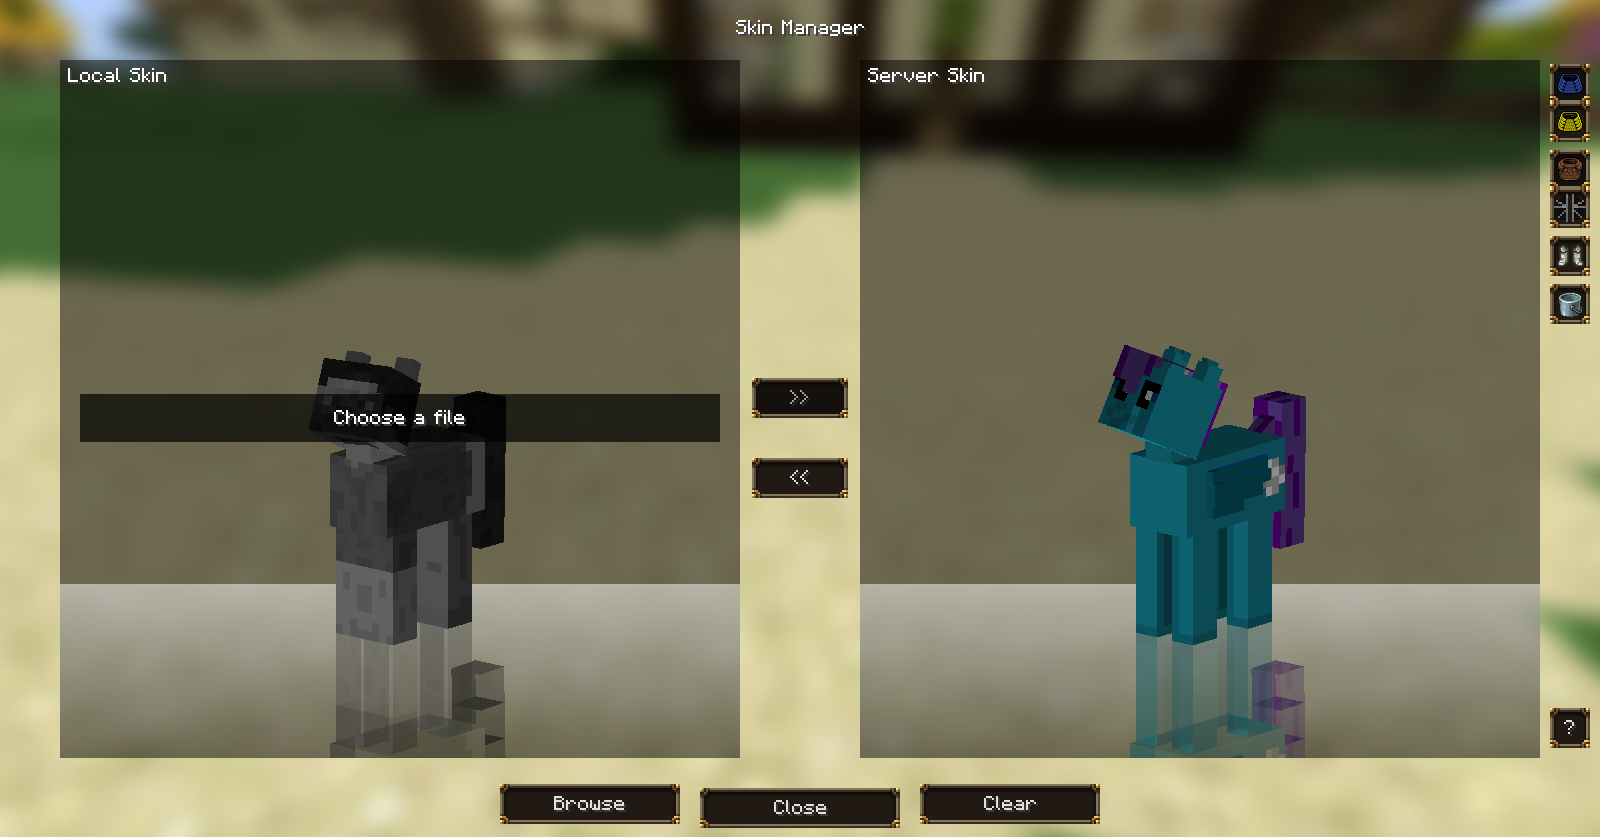 Skin Manager
Local Skin
Server Skin
Choose a file
>>
<<
?
Browse
Close
Clear